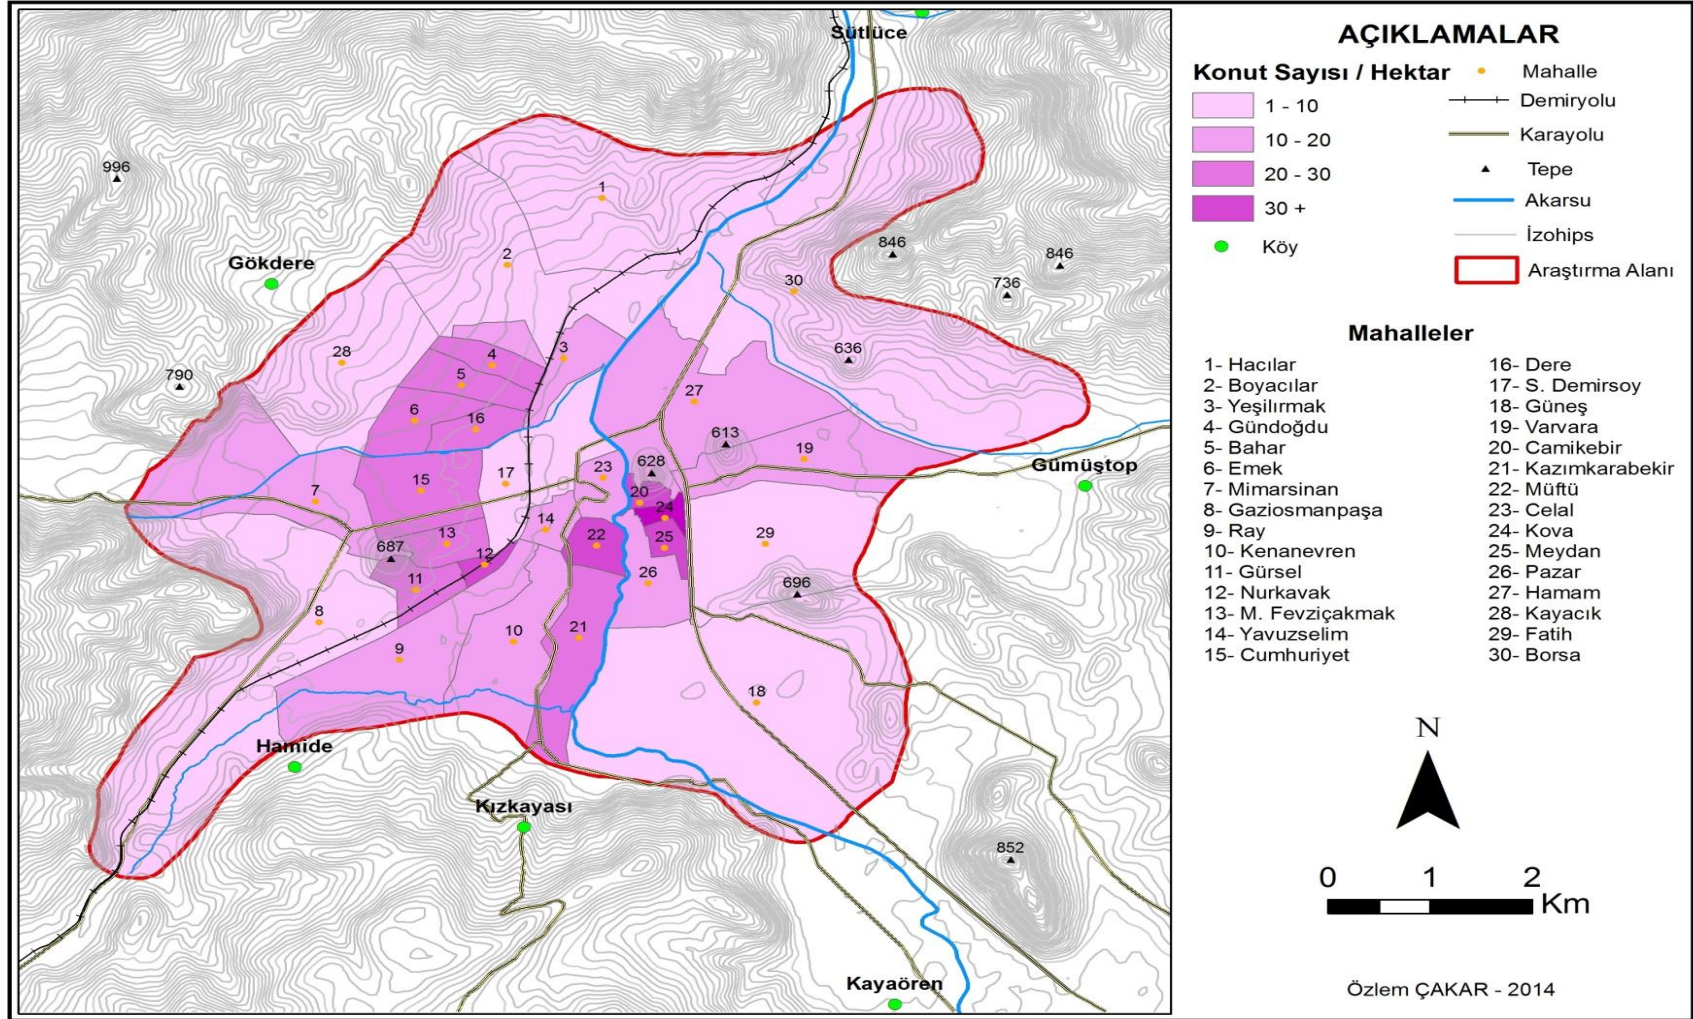 Sütlüce
996
1
846
846
Gökdere
2
736
30
3
636
28
4
790
5
27
6
16
613
19
628
Gümüştop
23
17
15
7
20
24
14
29
13
22
25
687
12
26
11
696
8
21
10
9
18
Hamide
Kızkayası
852
Kayaören
AÇIKLAMALAR
Konut Sayısı / Hektar
1 - 10
10 - 20
20 - 30
30 +
Köy
Mahalle
Demiryolu
Karayolu
Tepe
Akarsu
İzohips
Araştırma Alanı
Mahalleler
1- Hacılar
2- Boyacılar
3- Yeşilırmak
4- Gündoğdu
5- Bahar
6- Emek
7- Mimarsinan
8- Gaziosmanpaşa
9- Ray
10- Kenanevren
11- Gürsel
12- Nurkavak
13- M. Fevziçakmak
14- Yavuzselim
15- Cumhuriyet
16- Dere
17- S. Demirsoy
18- Güneş
19- Varvara
20- Camikebir
21- Kazımkarabekir
22- Müftü
23- Celal
24- Kova
25- Meydan
26- Pazar
27- Hamam
28- Kayacık
29- Fatih
30- Borsa
N
0 1 2
Km
Özlem ÇAKAR - 2014